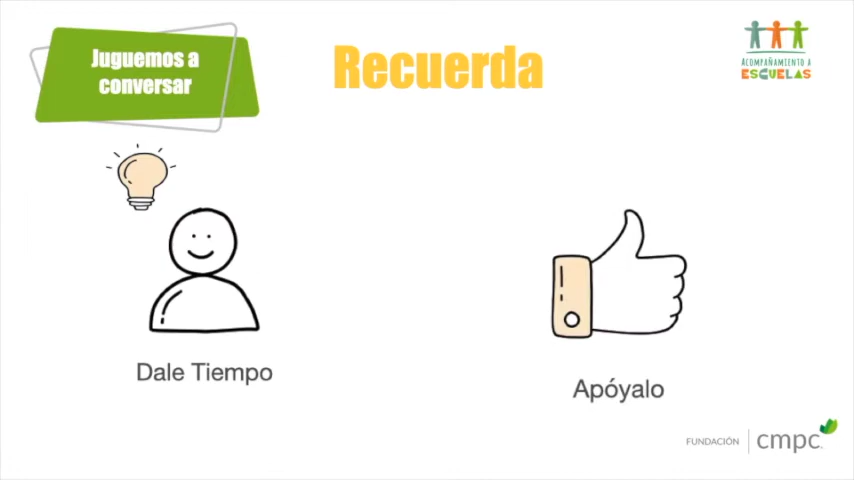 Juguemos a
conversar
Recuerda
ACOMPAÑAMIENTO A
ESCUELAS
Dale Tiempo
Apóyalo
FUNDACIÓN
cmpc